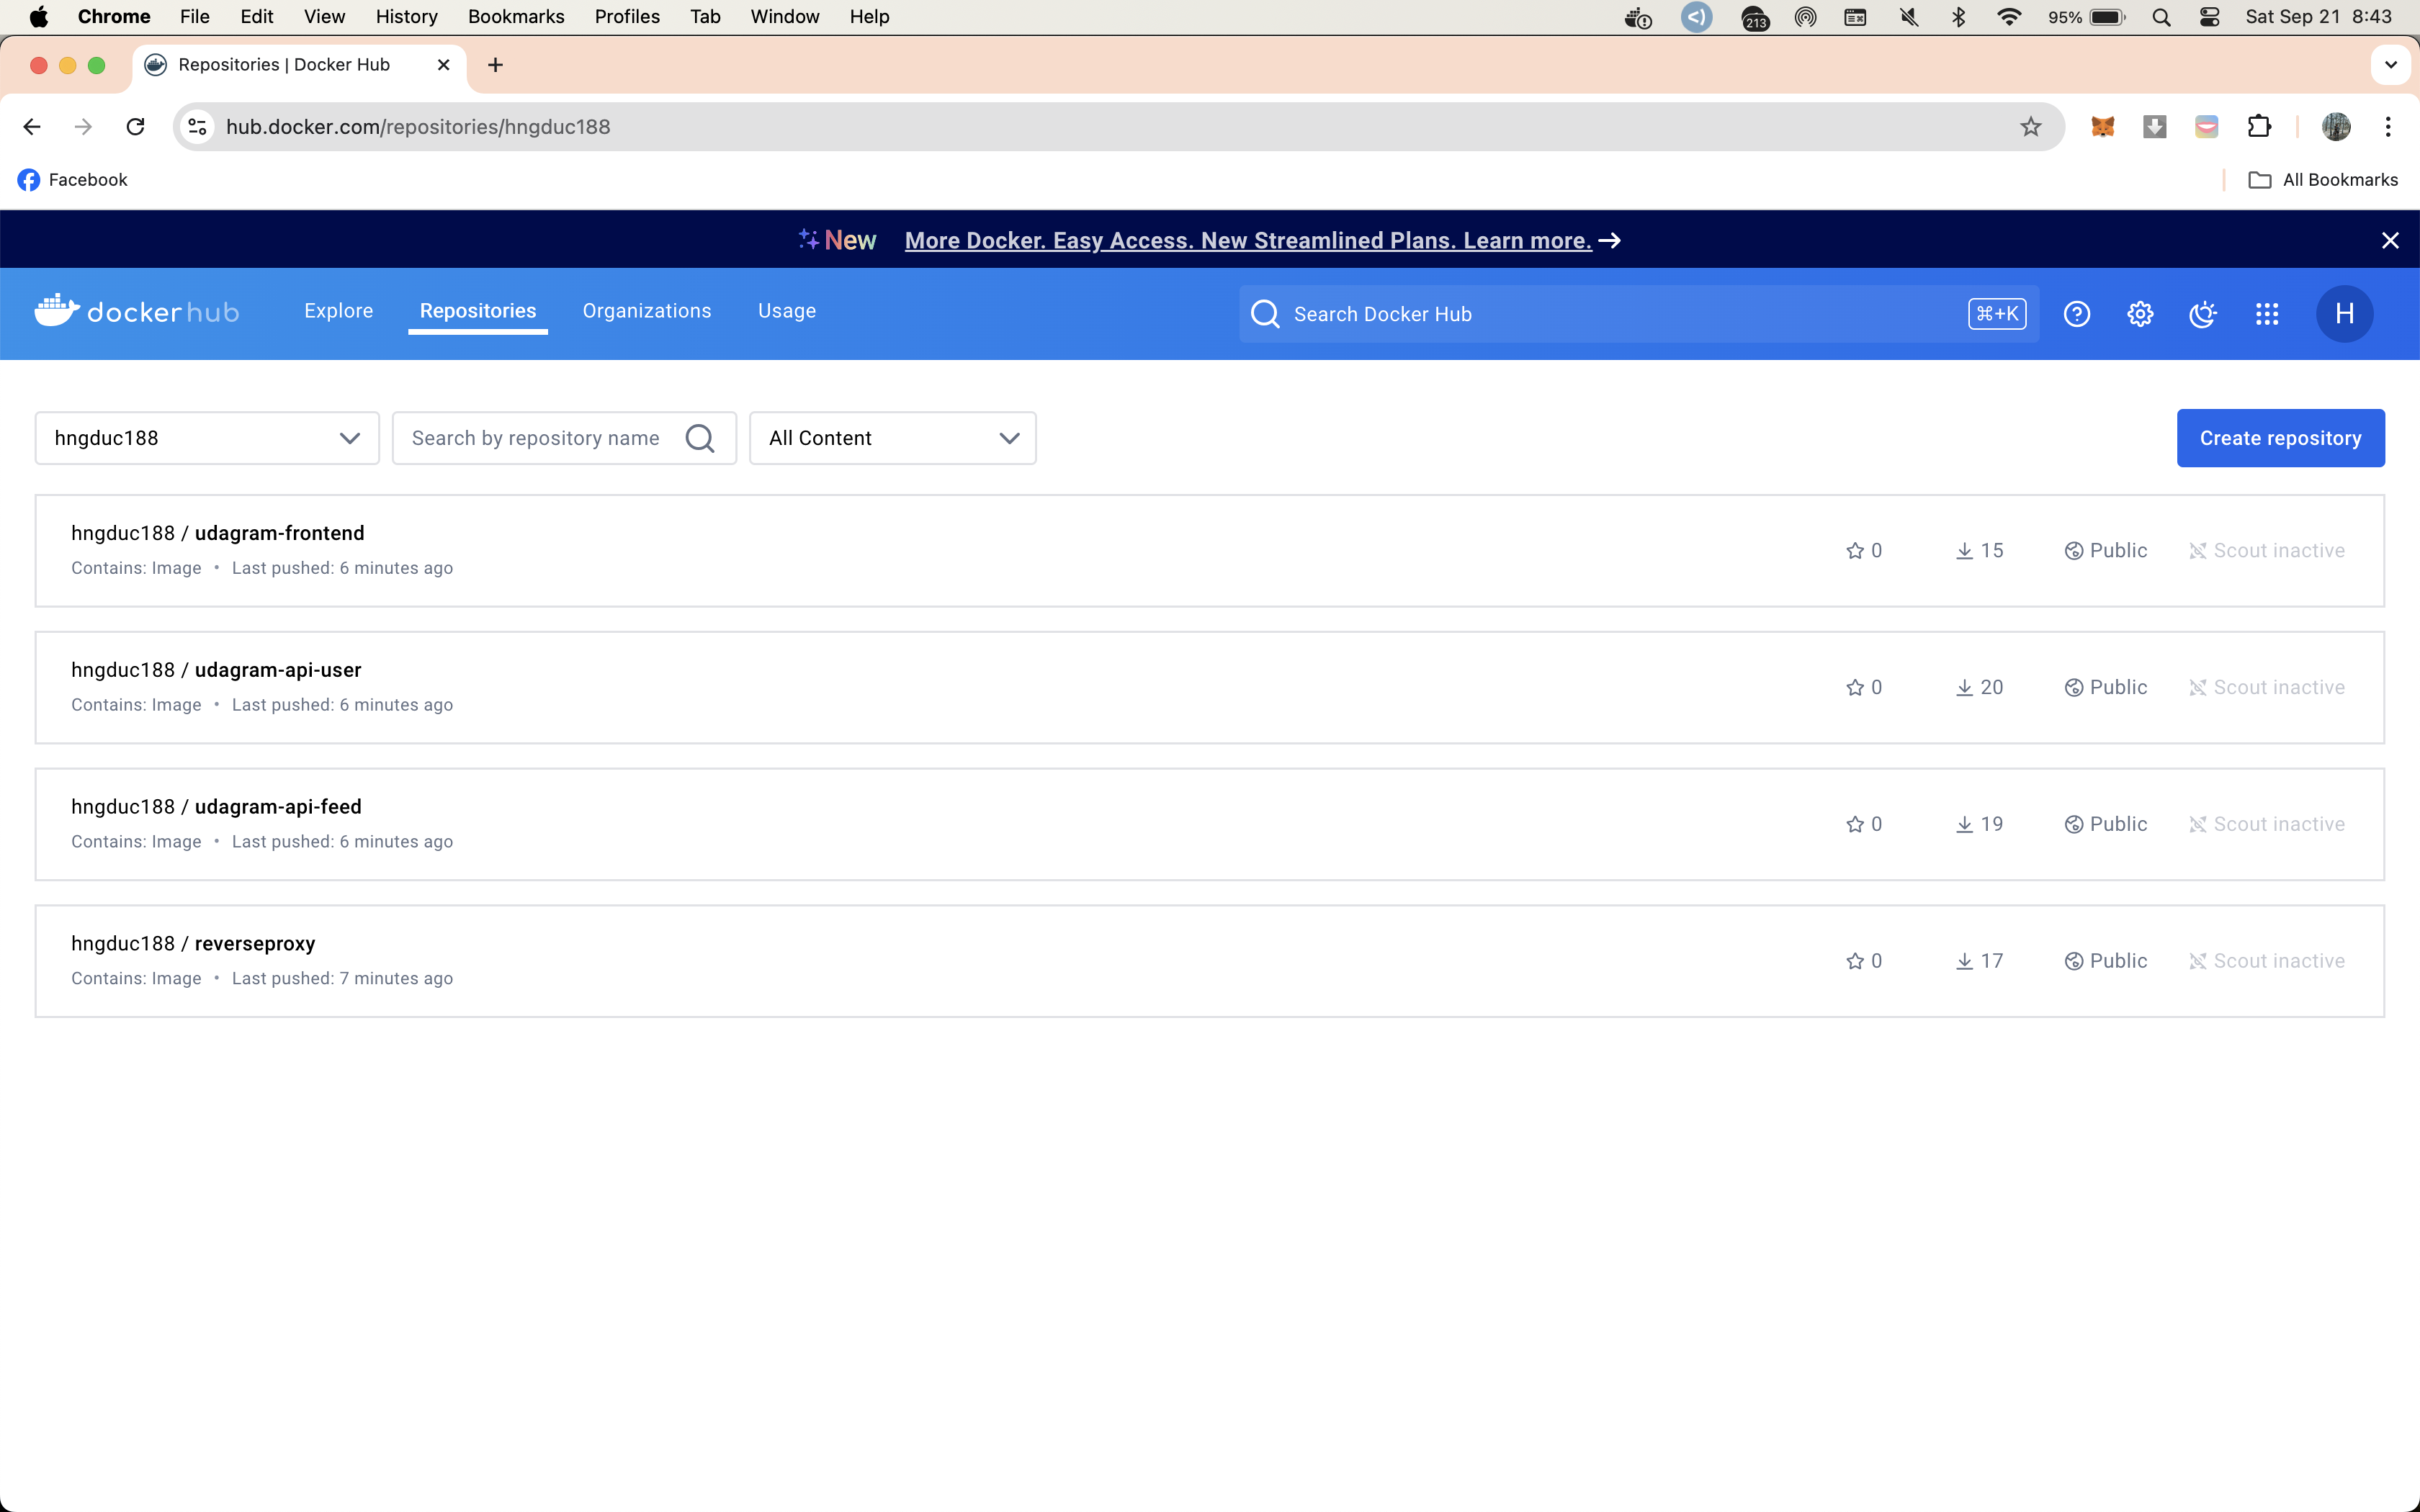 Chrome File Edit View History Bookmarks Profiles Tab Window Help 213 95% Sat Sep 21 8:43
Repositories | Docker Hub
hub.docker.com/repositories/hngduc188
Facebook All Bookmarks
New More Docker. Easy Access. New Streamlined Plans. Learn more.
docker hub Explore Repositories Organizations Usage Search Docker Hub ⌘+K H
hngduc188 Search by repository name All Content Create repository
hngduc188 / udagram-frontend
Contains: Image • Last pushed: 6 minutes ago
0 15 Public Scout inactive
hngduc188 / udagram-api-user
Contains: Image • Last pushed: 6 minutes ago
0 20 Public Scout inactive
hngduc188 / udagram-api-feed
Contains: Image • Last pushed: 6 minutes ago
0 19 Public Scout inactive
hngduc188 / reverseproxy
Contains: Image • Last pushed: 7 minutes ago
0 17 Public Scout inactive